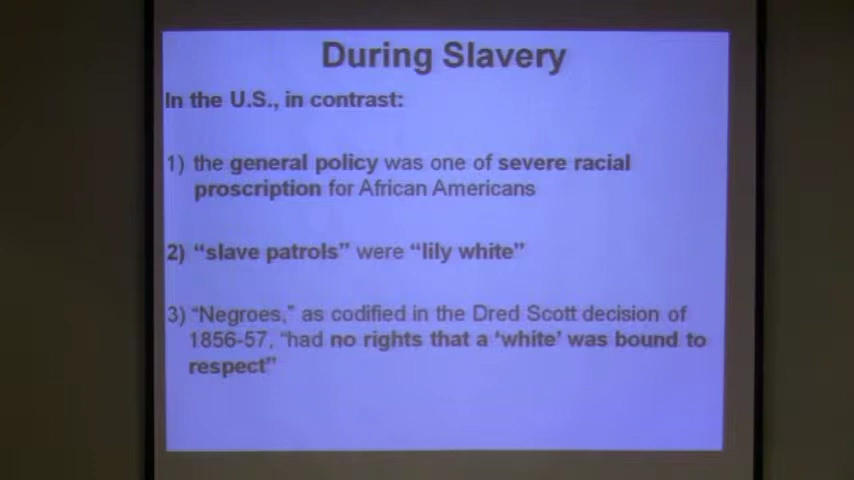 During Slavery
In the U.S., in contrast:
1) the general policy was one of severe racial
proscription for African Americans
2) “slave patrols” were “lily white”
3) “Negroes,” as codified in the Dred Scott decision of
1856-57, “had no rights that a ‘white’ was bound to
respect”